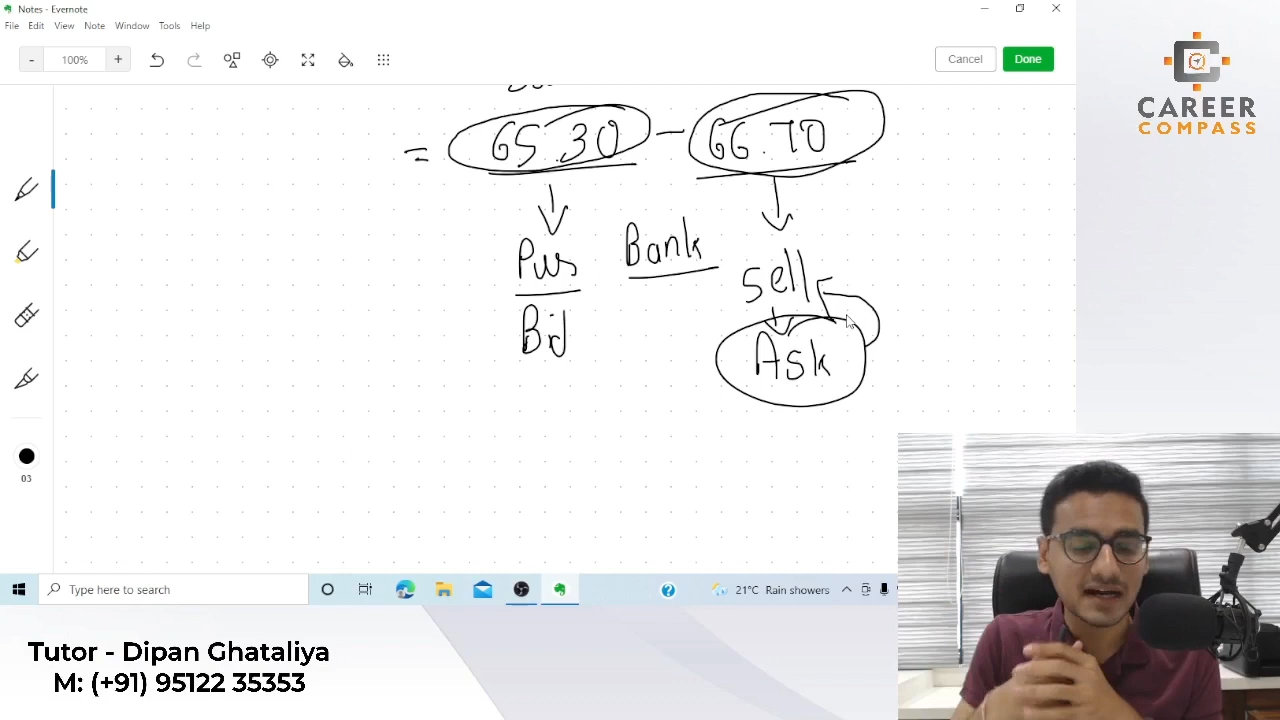 Notes - Evernote
File Edit View Note Window Tools Help
- 100% +
Cancel Done
CAREER
COMPASS
= 65.30 - 66.70
Bank
Pur Sell
Bid Ask
03
Type here to search
21°C Rain showers
Tutor - Dipan Ghataliya
M: (+91) 95122 35353